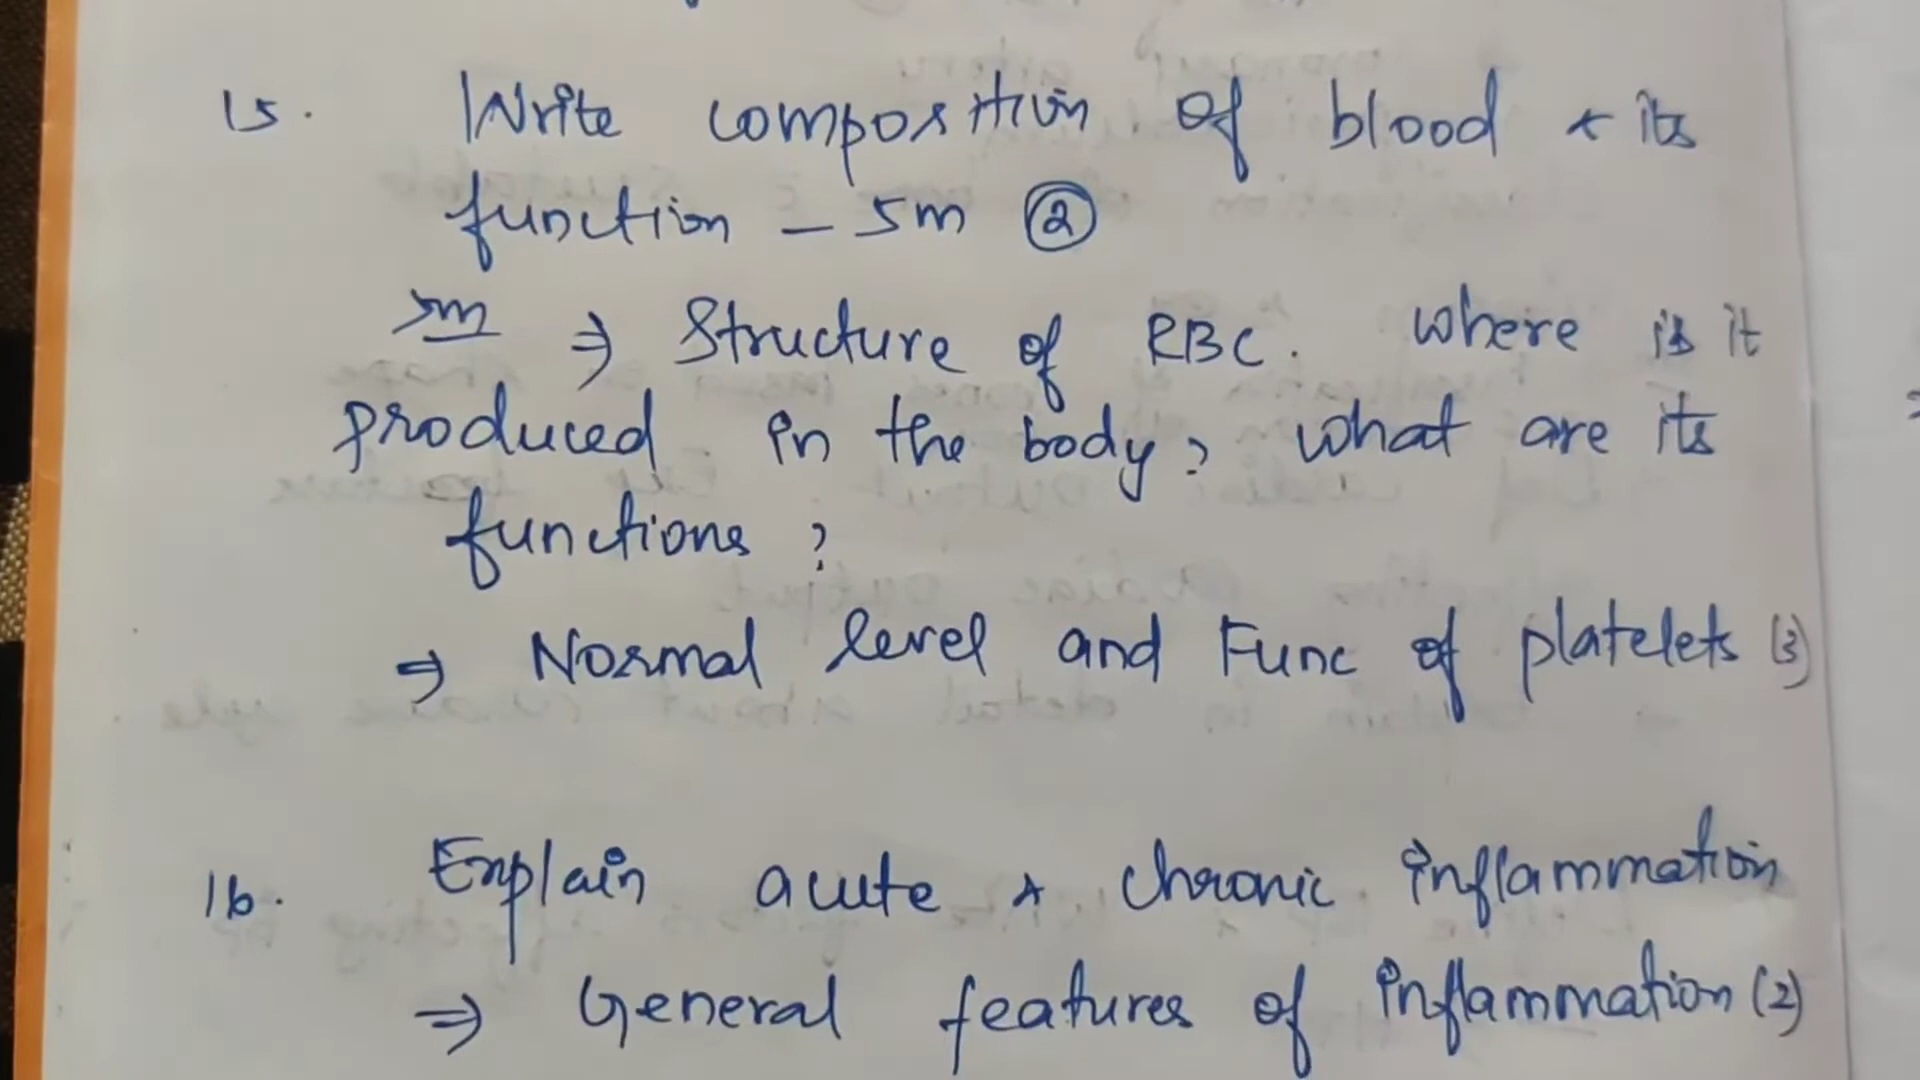 15. Write composition of blood & its
function - 5m ②
5m ⇒ Structure of RBC. Where is it
produced in the body? What are its
functions?
⇒ Normal level and Func of platelets (3)
16. Explain acute & chronic inflammation
⇒ General features of inflammation (2)